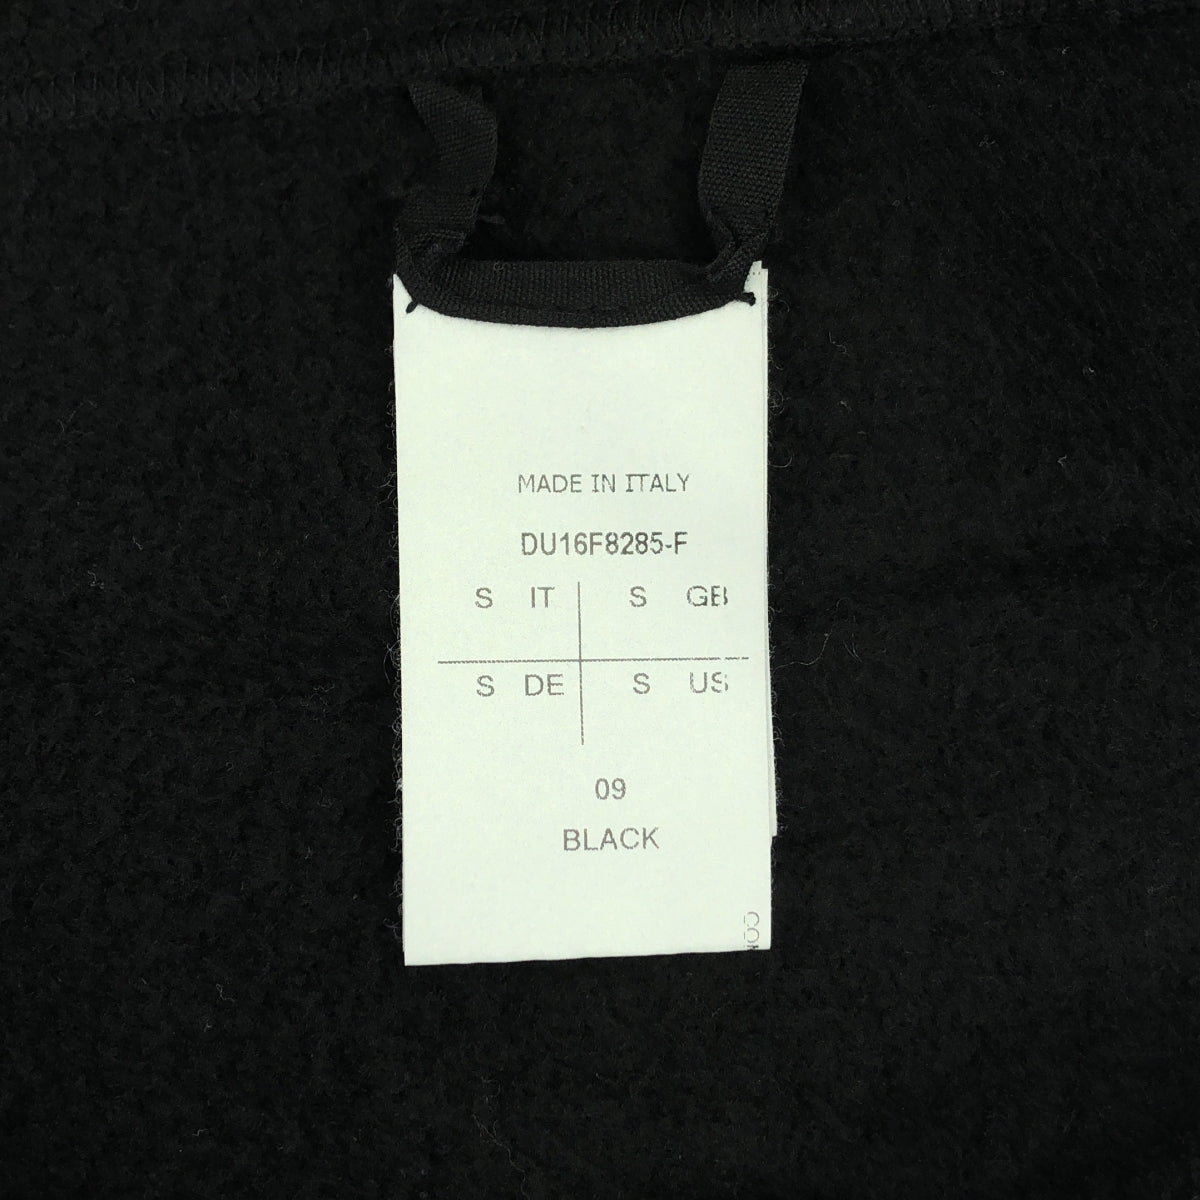 MADE IN ITALY
DU16F8285-F
S IT S GB
S DE S US
09
BLACK